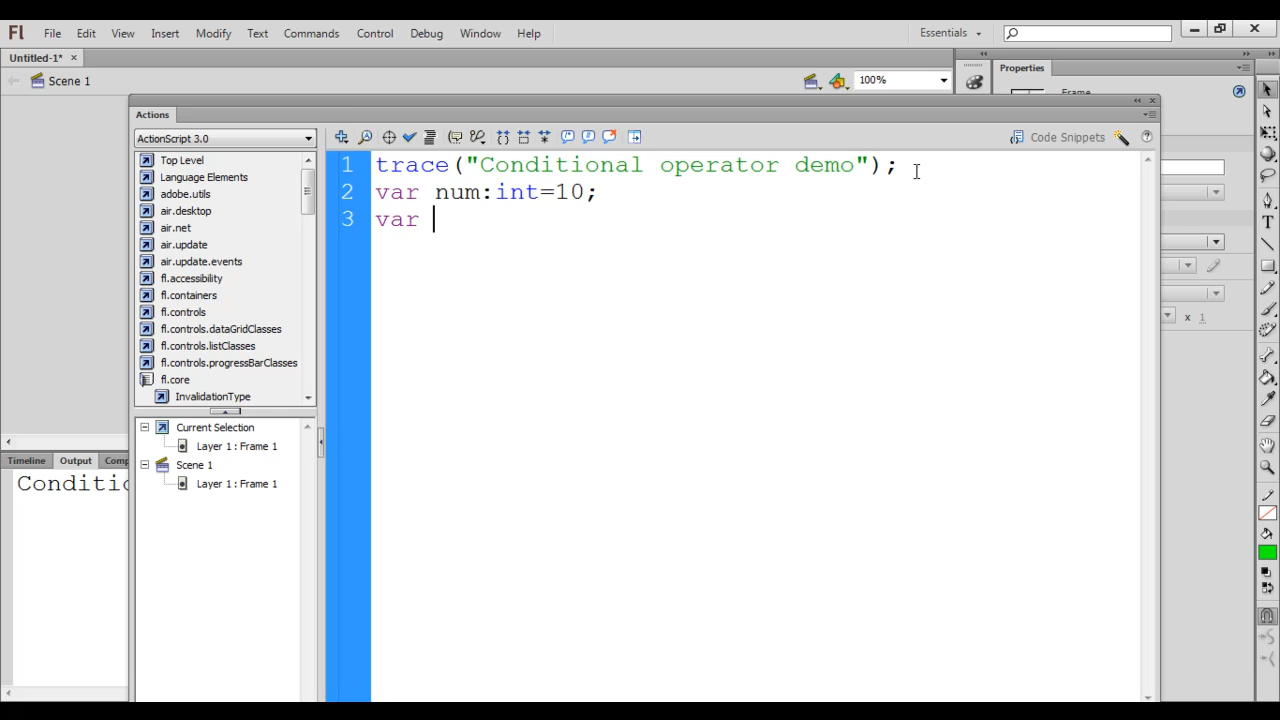 Fl File Edit View Insert Modify Text Commands Control Debug Window Help Essentials
Untitled-1*
Scene 1 100%
Properties
Frame
Actions
ActionScript 3.0 Code Snippets
Top Level
Language Elements
adobe.utils
air.desktop
air.net
air.update
air.update.events
fl.accessibility
fl.containers
fl.controls
fl.controls.dataGridClasses
fl.controls.listClasses
fl.controls.progressBarClasses
fl.core
InvalidationType
1 trace("Conditional operator demo");
2 var num:int=10;
3 var
Current Selection
Layer 1 : Frame 1
Scene 1
Layer 1 : Frame 1
Timeline Output Comp
Conditio
x 1